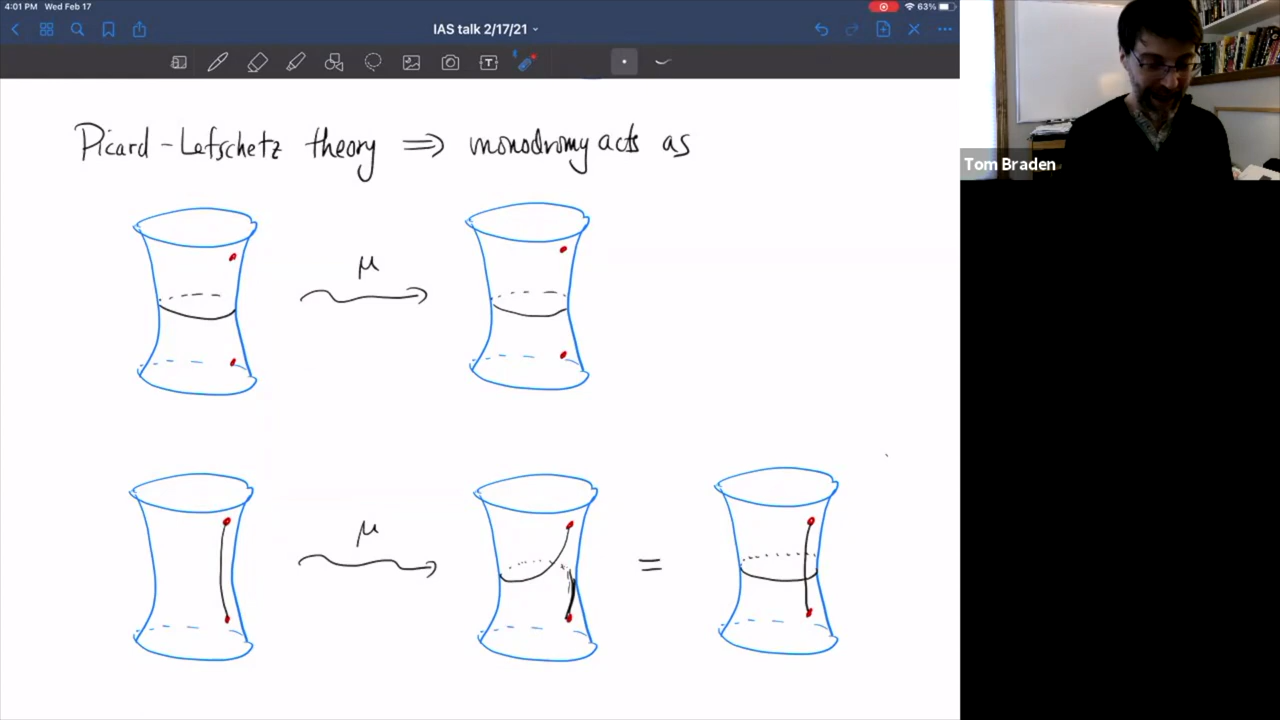 4:01 PM Wed Feb 17
63%
IAS talk 2/17/21
T
Tom Braden
Picard-Lefschetz theory ⇒ monodromy acts as
μ
μ
=